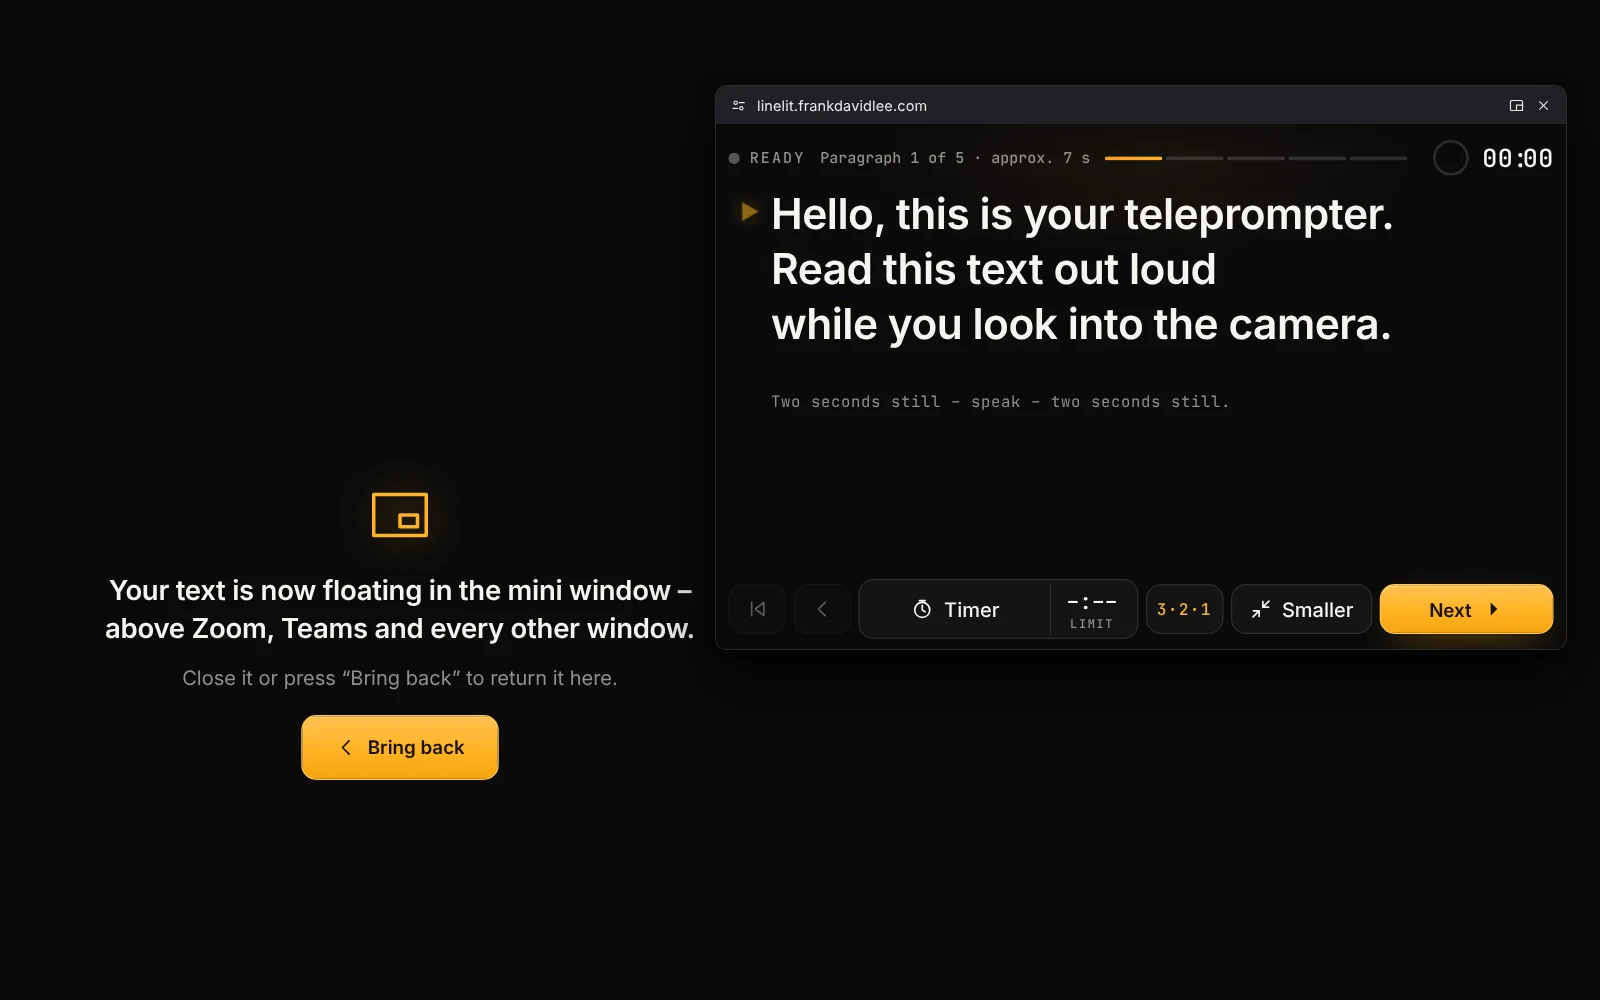 linelit.frankdavidlee.com
READY Paragraph 1 of 5 · approx. 7 s 00:00
Hello, this is your teleprompter.
Read this text out loud
while you look into the camera.
Two seconds still – speak – two seconds still.
Timer
–:––
LIMIT
3·2·1
Smaller
Next
Your text is now floating in the mini window –
above Zoom, Teams and every other window.
Close it or press “Bring back” to return it here.
Bring back